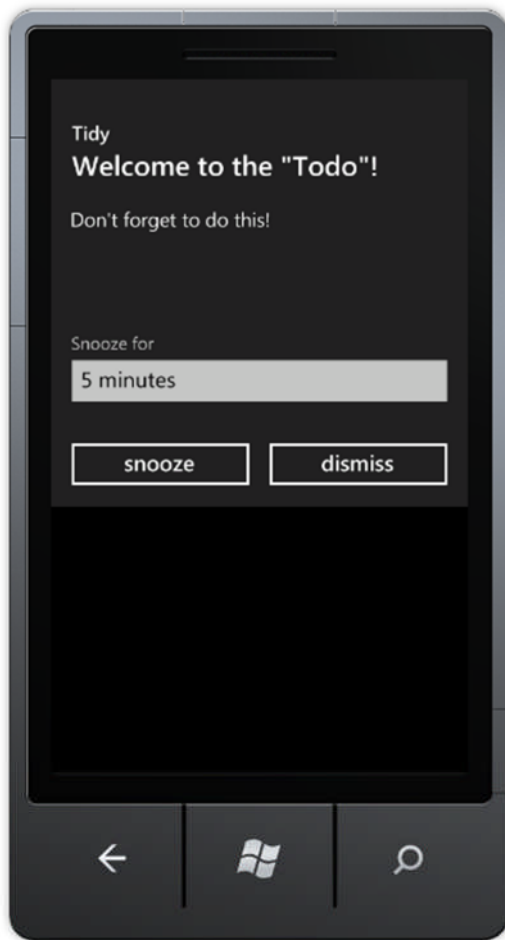 Tidy
Welcome to the "Todo"!
Don't forget to do this!
Snooze for
5 minutes
snooze
dismiss